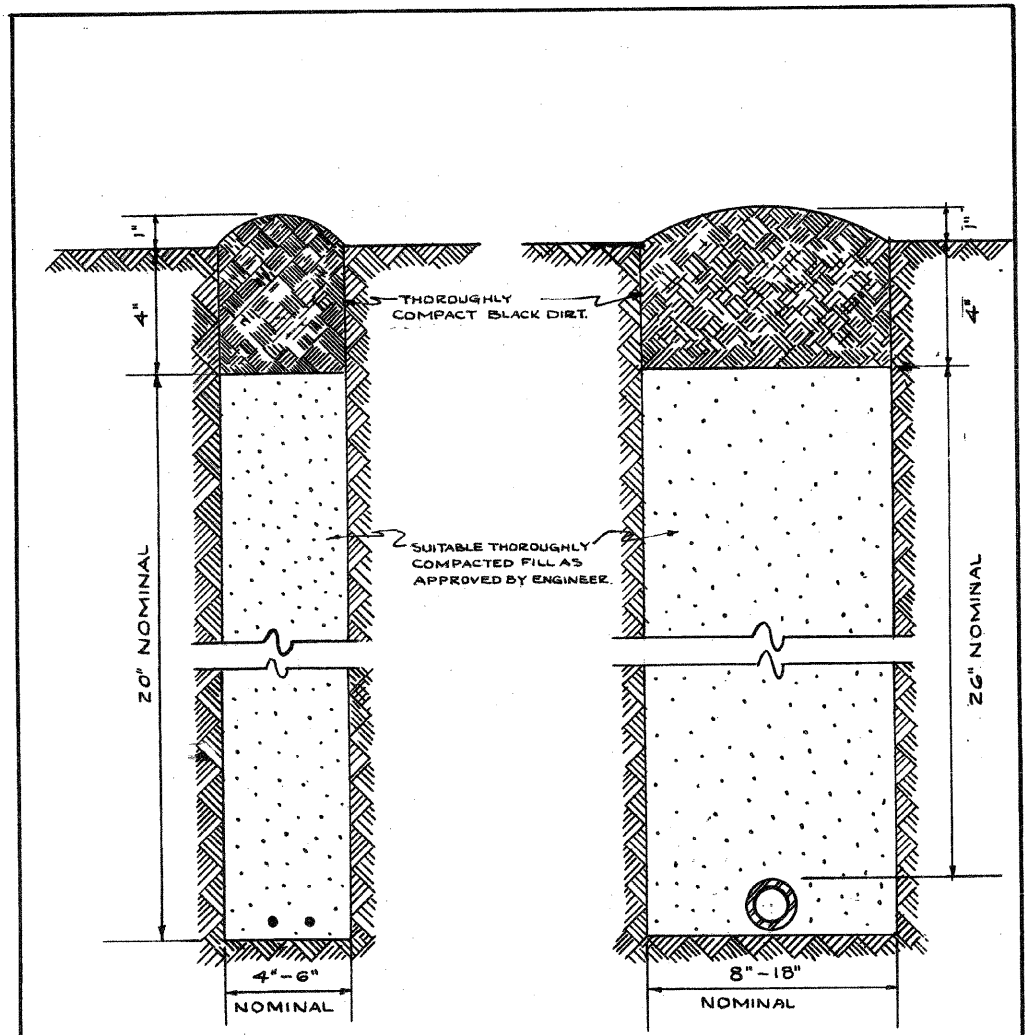 1"
1"
4"
4"
THOROUGHLY
COMPACT BLACK DIRT.
SUITABLE THOROUGHLY
COMPACTED FILL AS
APPROVED BY ENGINEER.
20" NOMINAL
26" NOMINAL
4"-6"
NOMINAL
8"-18"
NOMINAL